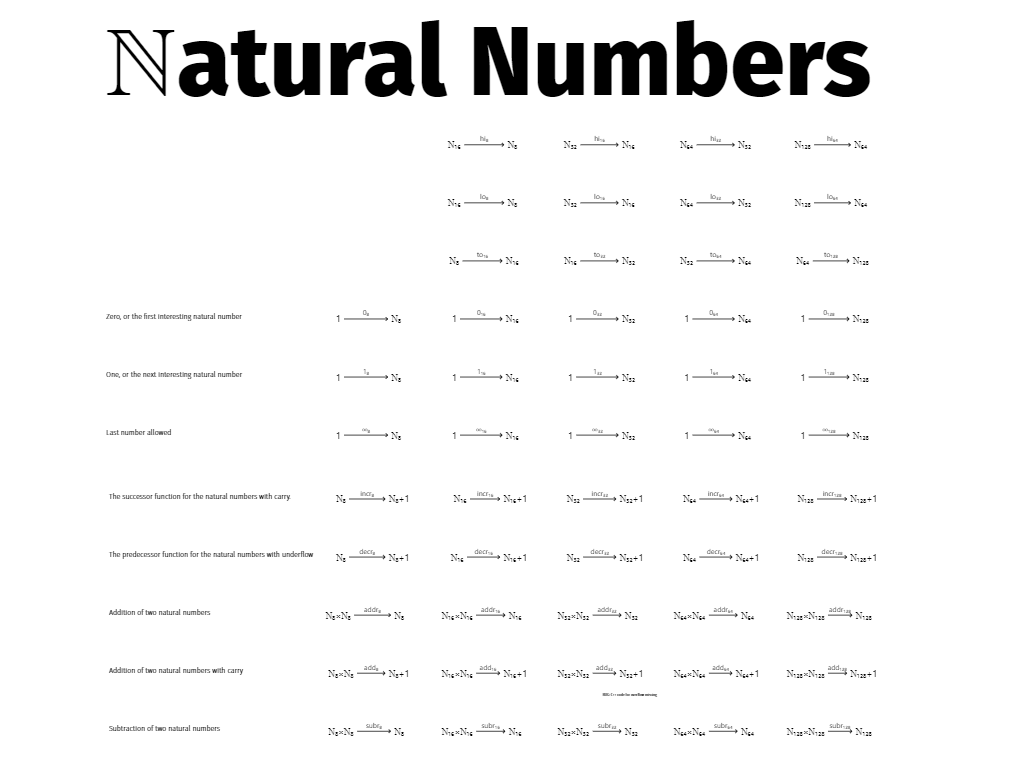 ℕatural Numbers
N₁₆ hi₈ N₈ N₃₂ hi₁₆ N₁₆ N₆₄ hi₃₂ N₃₂ N₁₂₈ hi₆₄ N₆₄
N₁₆ lo₈ N₈ N₃₂ lo₁₆ N₁₆ N₆₄ lo₃₂ N₃₂ N₁₂₈ lo₆₄ N₆₄
N₈ to₁₆ N₁₆ N₁₆ to₃₂ N₃₂ N₃₂ to₆₄ N₆₄ N₆₄ to₁₂₈ N₁₂₈
Zero, or the first interesting natural number 1 0₈ N₈ 1 0₁₆ N₁₆ 1 0₃₂ N₃₂ 1 0₆₄ N₆₄ 1 0₁₂₈ N₁₂₈
One, or the next interesting natural number 1 1₈ N₈ 1 1₁₆ N₁₆ 1 1₃₂ N₃₂ 1 1₆₄ N₆₄ 1 1₁₂₈ N₁₂₈
Last number allowed 1 ∞₈ N₈ 1 ∞₁₆ N₁₆ 1 ∞₃₂ N₃₂ 1 ∞₆₄ N₆₄ 1 ∞₁₂₈ N₁₂₈
The successor function for the natural numbers with carry. N₈ incr₈ N₈+1 N₁₆ incr₁₆ N₁₆+1 N₃₂ incr₃₂ N₃₂+1 N₆₄ incr₆₄ N₆₄+1 N₁₂₈ incr₁₂₈ N₁₂₈+1
The predecessor function for the natural numbers with underflow N₈ decr₈ N₈+1 N₁₆ decr₁₆ N₁₆+1 N₃₂ decr₃₂ N₃₂+1 N₆₄ decr₆₄ N₆₄+1 N₁₂₈ decr₁₂₈ N₁₂₈+1
Addition of two natural numbers N₈×N₈ addr₈ N₈ N₁₆×N₁₆ addr₁₆ N₁₆ N₃₂×N₃₂ addr₃₂ N₃₂ N₆₄×N₆₄ addr₆₄ N₆₄ N₁₂₈×N₁₂₈ addr₁₂₈ N₁₂₈
Addition of two natural numbers with carry N₈×N₈ add₈ N₈+1 N₁₆×N₁₆ add₁₆ N₁₆+1 N₃₂×N₃₂ add₃₂ N₃₂+1 N₆₄×N₆₄ add₆₄ N₆₄+1 N₁₂₈×N₁₂₈ add₁₂₈ N₁₂₈+1
Subtraction of two natural numbers N₈×N₈ subr₈ N₈ N₁₆×N₁₆ subr₁₆ N₁₆ N₃₂×N₃₂ subr₃₂ N₃₂ N₆₄×N₆₄ subr₆₄ N₆₄ N₁₂₈×N₁₂₈ subr₁₂₈ N₁₂₈